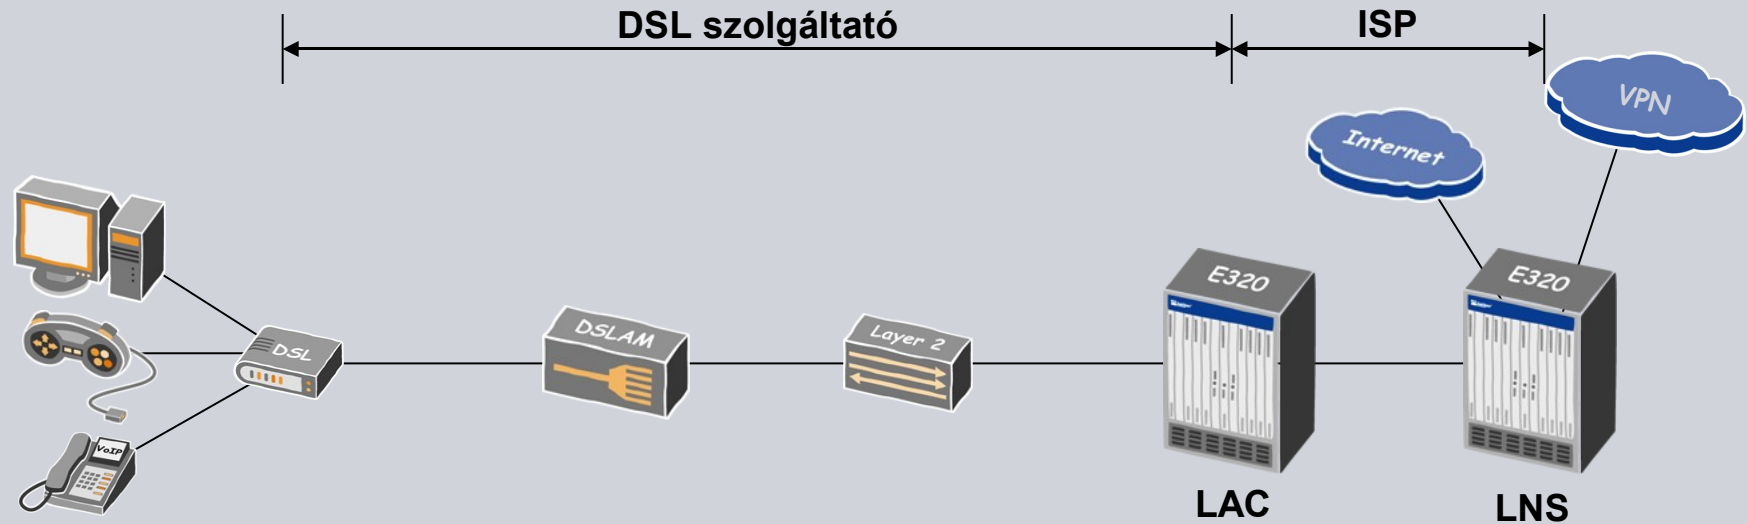 DSL szolgáltató
ISP
VPN
Internet
E320
E320
DSLAM
Layer 2
DSL
VoIP
LAC
LNS